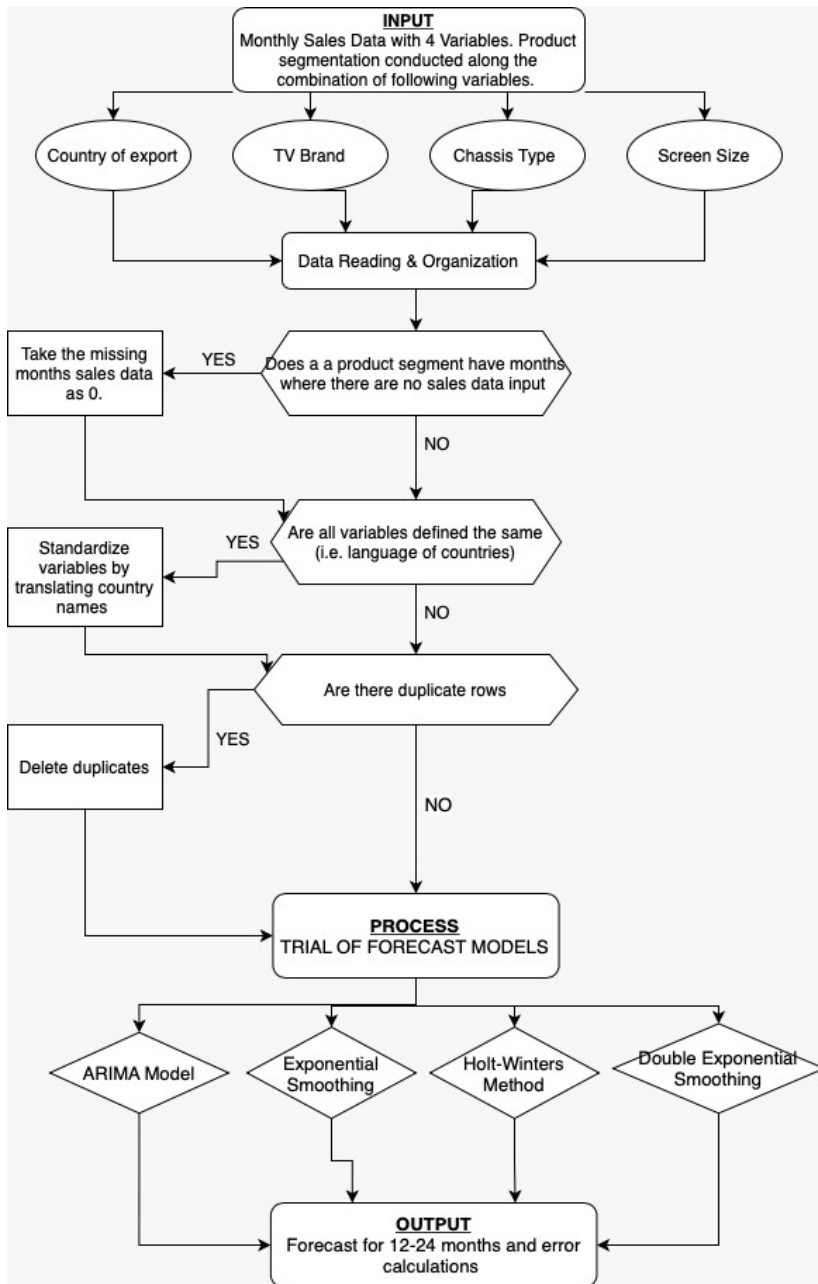 INPUT
Monthly Sales Data with 4 Variables. Product
segmentation conducted along the
combination of following variables.
Country of export
TV Brand
Chassis Type
Screen Size
Data Reading & Organization
Take the missing
months sales data
as 0.
YES
Does a a product segment have months
where there are no sales data input
NO
Standardize
variables by
translating country
names
YES
Are all variables defined the same
(i.e. language of countries)
NO
Are there duplicate rows
YES
Delete duplicates
NO
PROCESS
TRIAL OF FORECAST MODELS
ARIMA Model
Exponential
Smoothing
Holt-Winters
Method
Double Exponential
Smoothing
OUTPUT
Forecast for 12-24 months and error
calculations